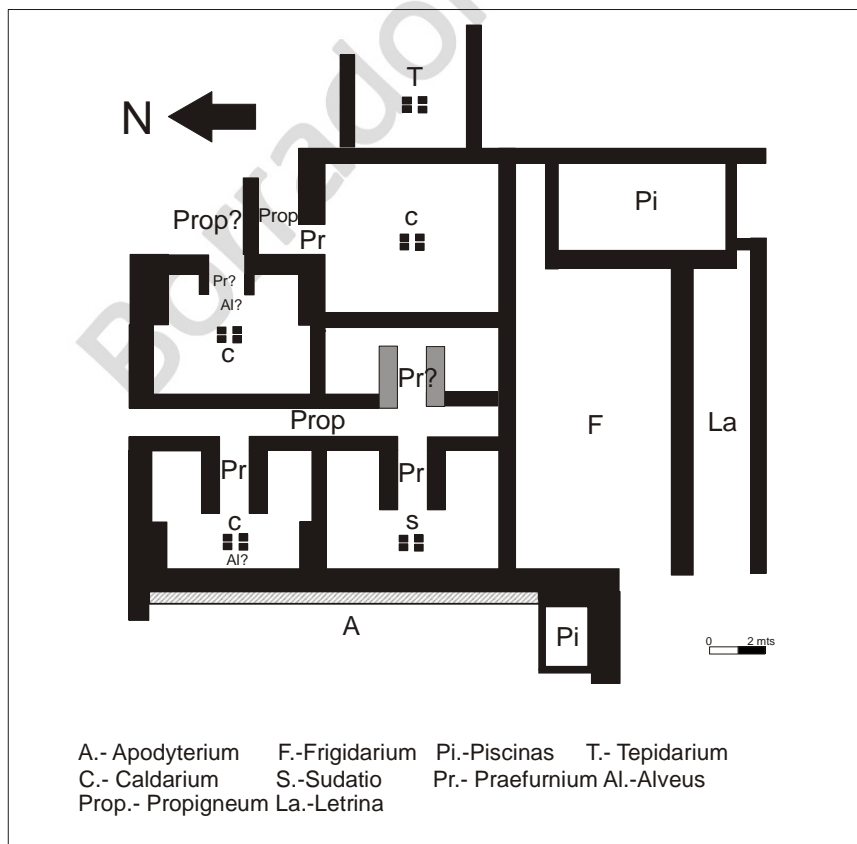 Borrador
T
N
Pi
Prop?
Prop
C
Pr
Pr?
Al?
C
Pr?
Prop
F
La
Pr
Pr
C
S
Al?
A
Pi
0 2 mts
A.- Apodyterium F.-Frigidarium Pi.-Piscinas T.- Tepidarium
C.- Caldarium S.-Sudatio Pr.- Praefurnium Al.-Alveus
Prop.- Propigneum La.-Letrina